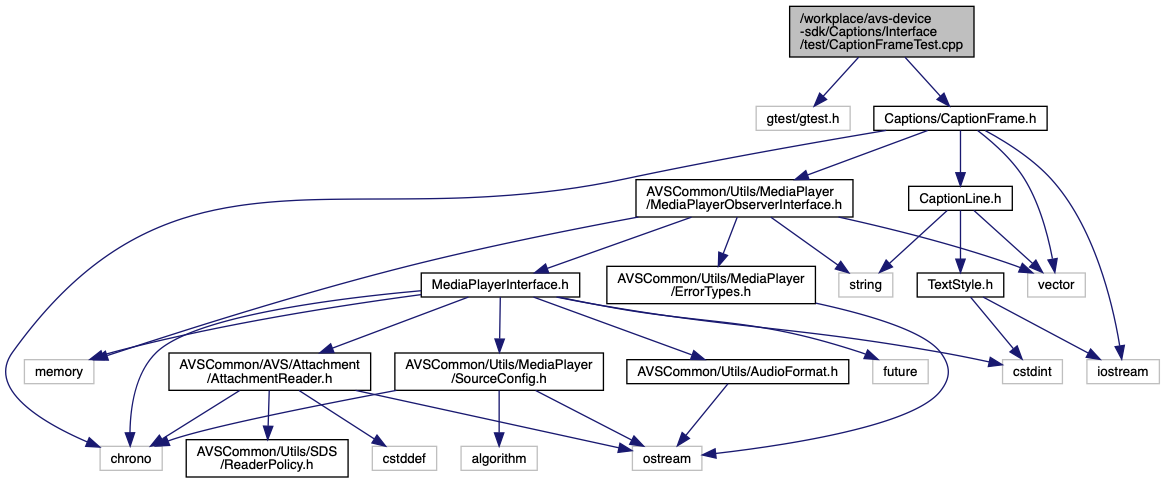 /workplace/avs-device
-sdk/Captions/Interface
/test/CaptionFrameTest.cpp
gtest/gtest.h
Captions/CaptionFrame.h
AVSCommon/Utils/MediaPlayer
/MediaPlayerObserverInterface.h
CaptionLine.h
MediaPlayerInterface.h
AVSCommon/Utils/MediaPlayer
/ErrorTypes.h
string
TextStyle.h
vector
memory
AVSCommon/AVS/Attachment
/AttachmentReader.h
AVSCommon/Utils/MediaPlayer
/SourceConfig.h
AVSCommon/Utils/AudioFormat.h
future
cstdint
iostream
chrono
AVSCommon/Utils/SDS
/ReaderPolicy.h
cstddef
algorithm
ostream